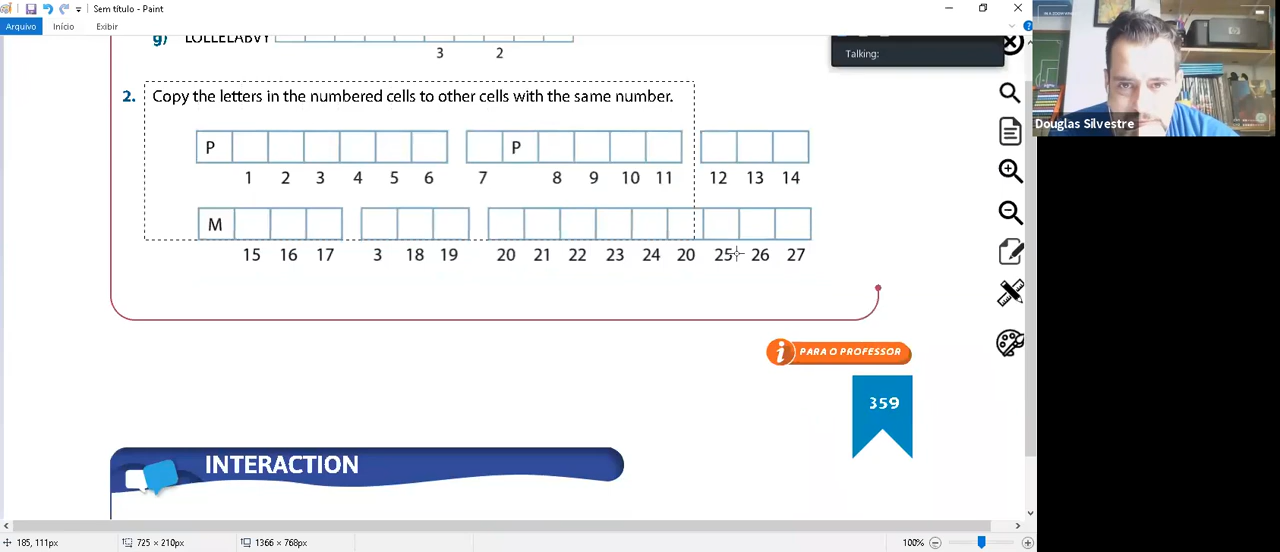 Sem título - Paint
Arquivo Início Exibir
g) LOLLELABVY
3 2
Talking:
2. Copy the letters in the numbered cells to other cells with the same number.
P P
1 2 3 4 5 6 7 8 9 10 11 12 13 14
M
15 16 17 3 18 19 20 21 22 23 24 20 25 26 27
i PARA O PROFESSOR
359
INTERACTION
Douglas Silvestre
185, 111px 725 × 210px 1366 × 768px 100%